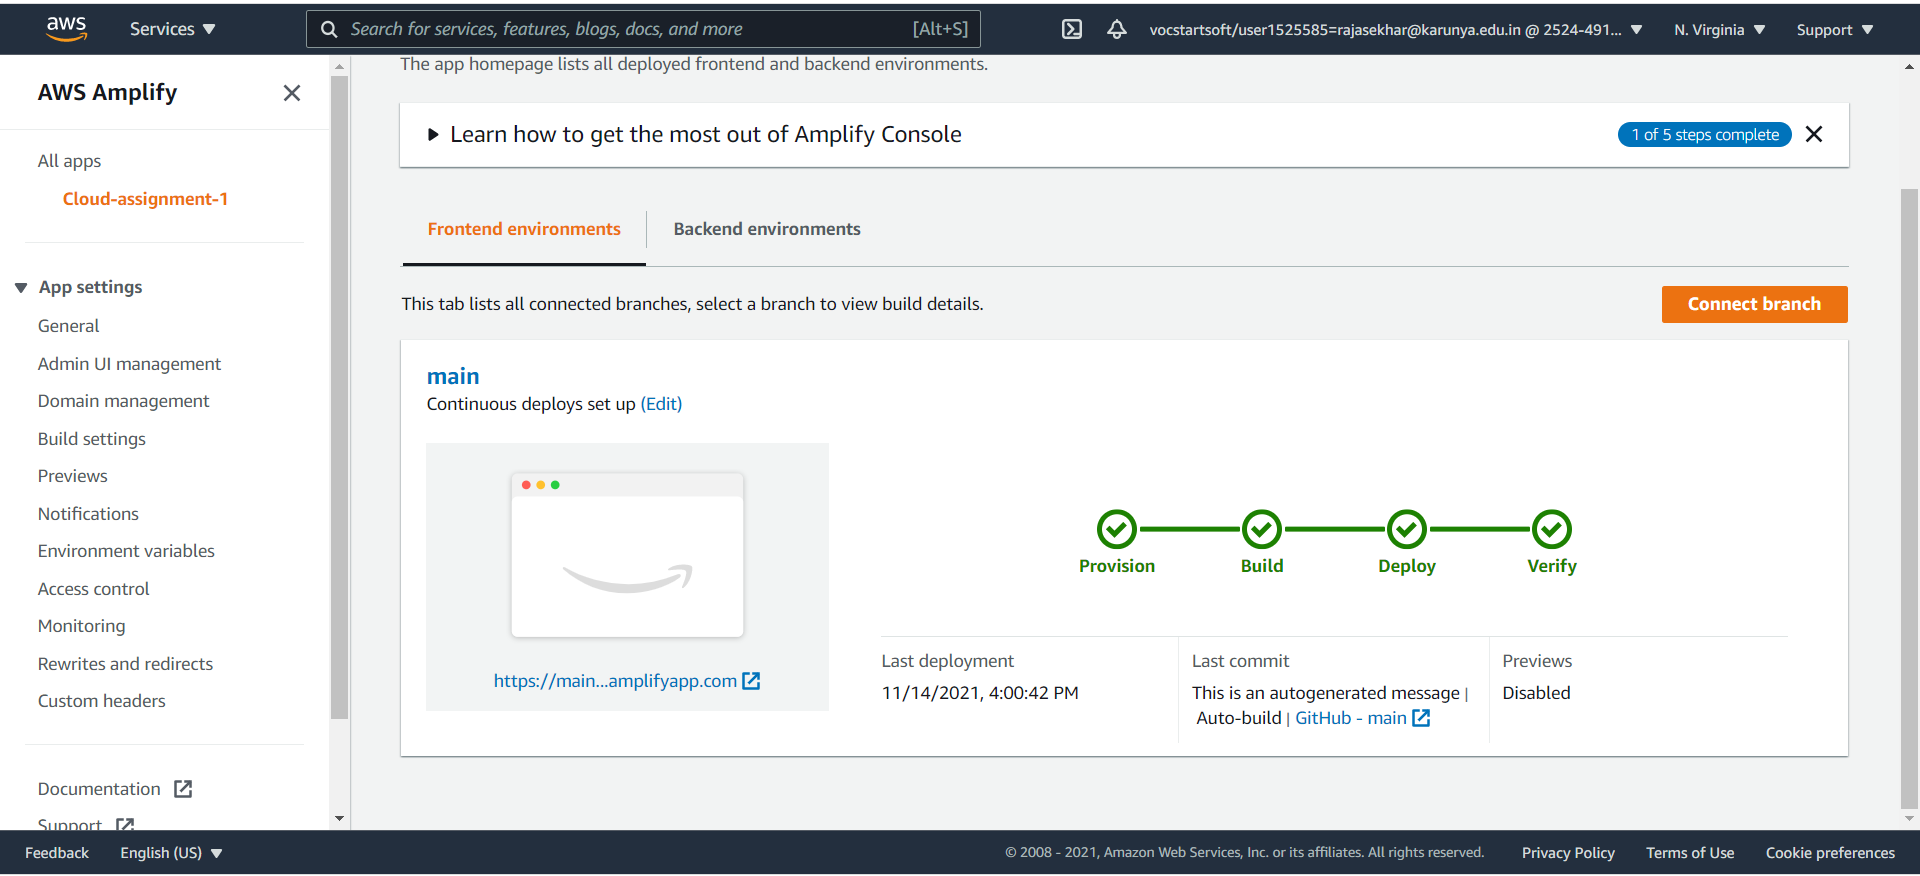 aws
Services
Search for services, features, blogs, docs, and more [Alt+S]
vocstartsoft/user1525585=rajasekhar@karunya.edu.in @ 2524-491...
N. Virginia
Support
AWS Amplify
All apps
Cloud-assignment-1
App settings
General
Admin UI management
Domain management
Build settings
Previews
Notifications
Environment variables
Access control
Monitoring
Rewrites and redirects
Custom headers
Documentation
Support
The app homepage lists all deployed frontend and backend environments.
Learn how to get the most out of Amplify Console
1 of 5 steps complete
Frontend environments
Backend environments
This tab lists all connected branches, select a branch to view build details.
Connect branch
main
Continuous deploys set up (Edit)
https://main...amplifyapp.com
Provision
Build
Deploy
Verify
Last deployment
11/14/2021, 4:00:42 PM
Last commit
This is an autogenerated message |
Auto-build | GitHub - main
Previews
Disabled
Feedback
English (US)
© 2008 - 2021, Amazon Web Services, Inc. or its affiliates. All rights reserved.
Privacy Policy
Terms of Use
Cookie preferences